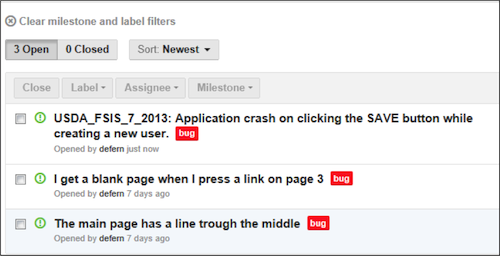 Clear milestone and label filters
3 Open 0 Closed Sort: Newest
Close Label Assignee Milestone
USDA_FSIS_7_2013: Application crash on clicking the SAVE button while
creating a new user. bug
Opened by defern just now
I get a blank page when I press a link on page 3 bug
Opened by defern 7 days ago
The main page has a line trough the middle bug
Opened by defern 7 days ago